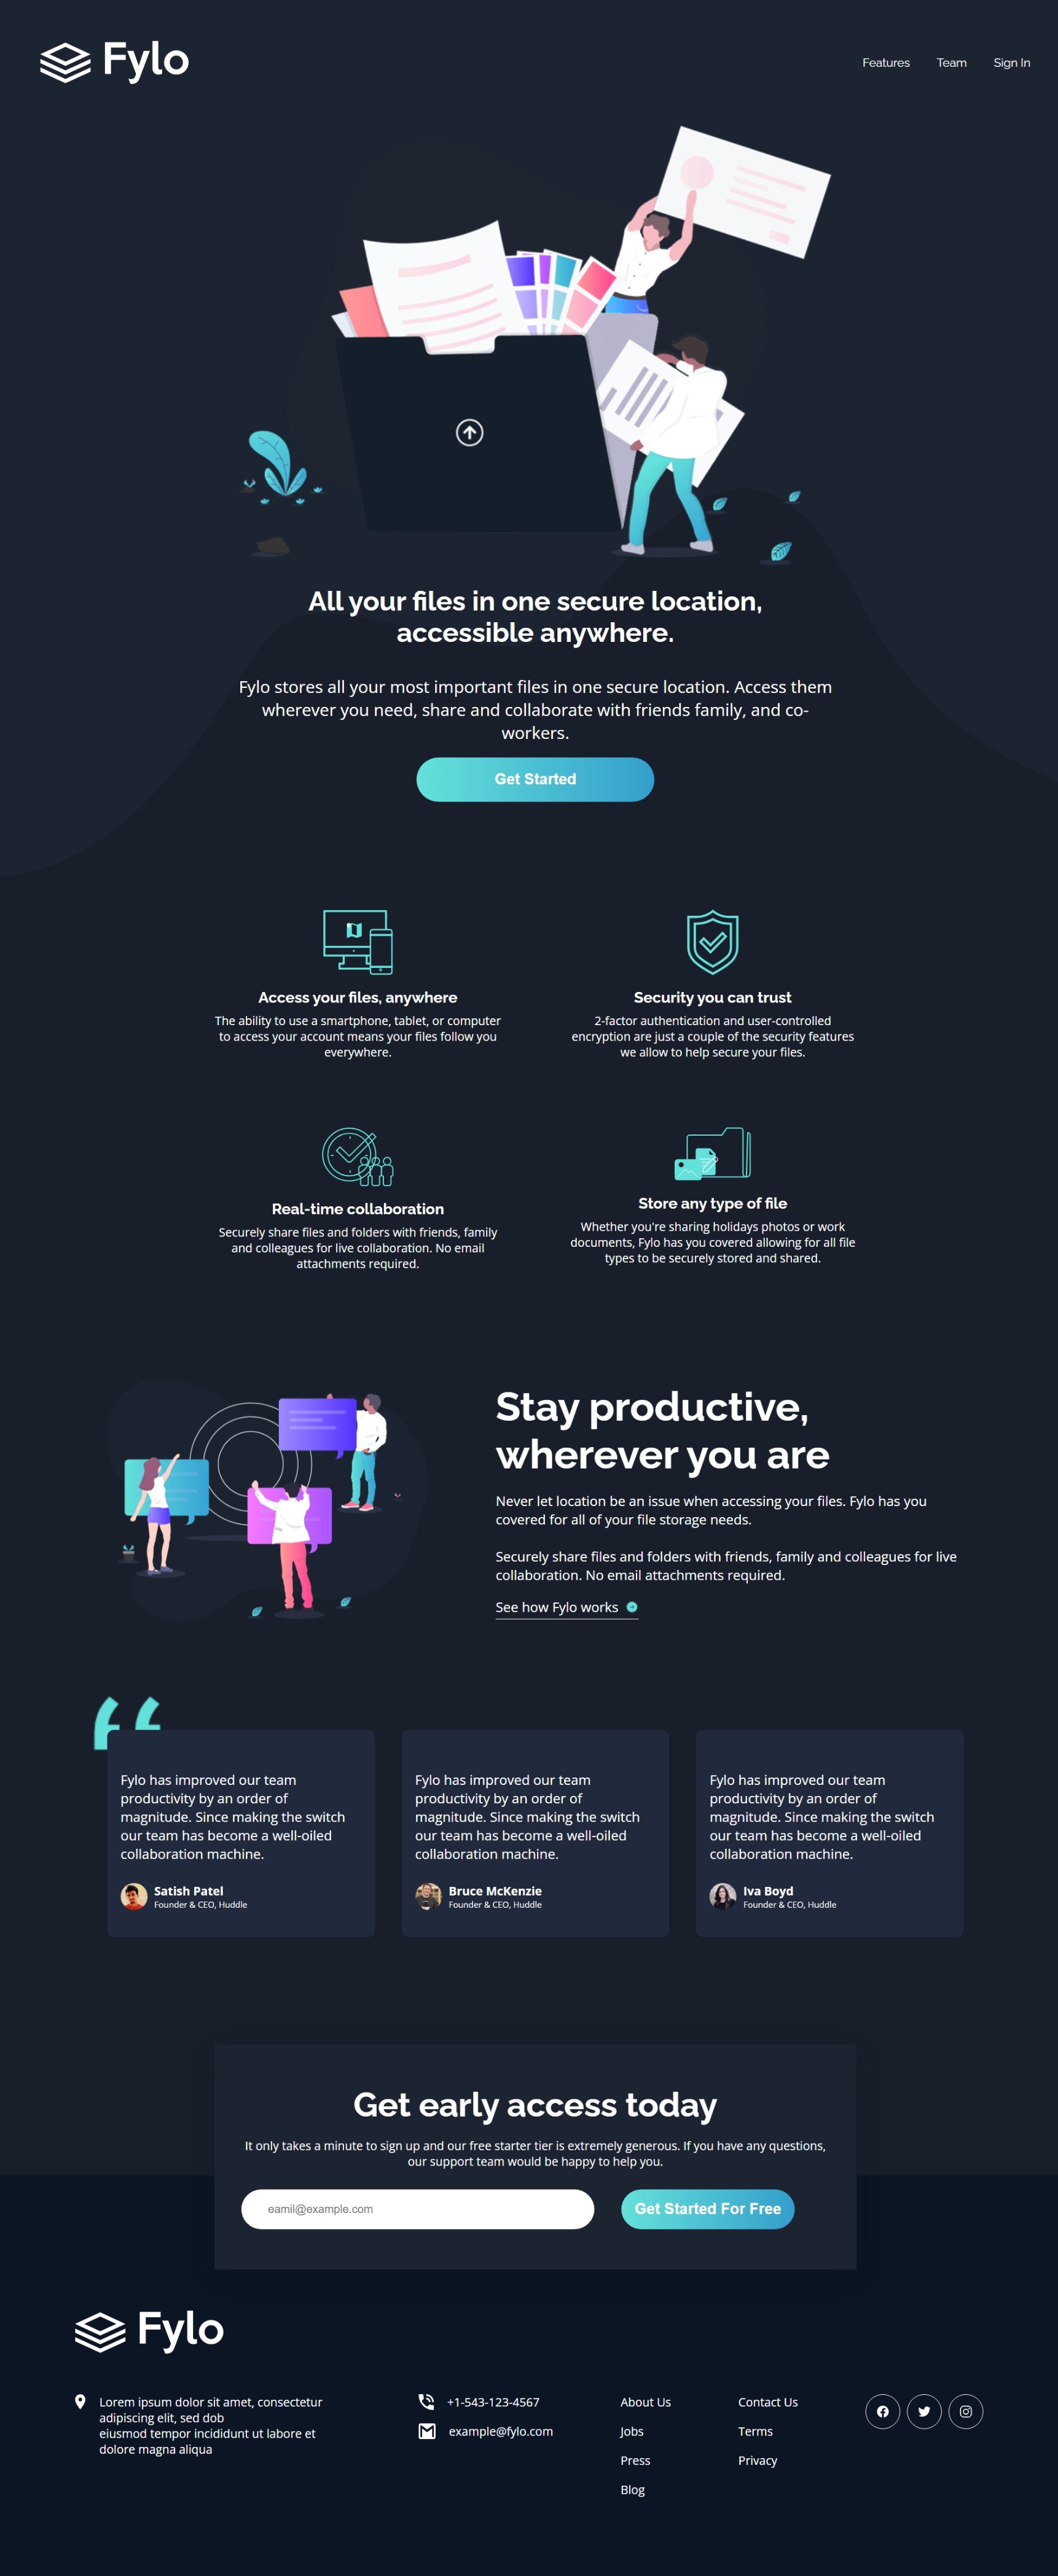 Fylo
Features Team Sign In
All your files in one secure location,
accessible anywhere.
Fylo stores all your most important files in one secure location. Access them
wherever you need, share and collaborate with friends family, and co-
workers.
Get Started
Access your files, anywhere
The ability to use a smartphone, tablet, or computer
to access your account means your files follow you
everywhere.
Security you can trust
2-factor authentication and user-controlled
encryption are just a couple of the security features
we allow to help secure your files.
Real-time collaboration
Securely share files and folders with friends, family
and colleagues for live collaboration. No email
attachments required.
Store any type of file
Whether you're sharing holidays photos or work
documents, Fylo has you covered allowing for all file
types to be securely stored and shared.
Stay productive,
wherever you are
Never let location be an issue when accessing your files. Fylo has you
covered for all of your file storage needs.
Securely share files and folders with friends, family and colleagues for live
collaboration. No email attachments required.
See how Fylo works
Fylo has improved our team
productivity by an order of
magnitude. Since making the switch
our team has become a well-oiled
collaboration machine.
Satish Patel
Founder & CEO, Huddle
Fylo has improved our team
productivity by an order of
magnitude. Since making the switch
our team has become a well-oiled
collaboration machine.
Bruce McKenzie
Founder & CEO, Huddle
Fylo has improved our team
productivity by an order of
magnitude. Since making the switch
our team has become a well-oiled
collaboration machine.
Iva Boyd
Founder & CEO, Huddle
Get early access today
It only takes a minute to sign up and our free starter tier is extremely generous. If you have any questions,
our support team would be happy to help you.
eamil@example.com
Get Started For Free
Fylo
Lorem ipsum dolor sit amet, consectetur
adipiscing elit, sed dob
eiusmod tempor incididunt ut labore et
dolore magna aliqua
+1-543-123-4567
example@fylo.com
About Us
Jobs
Press
Blog
Contact Us
Terms
Privacy